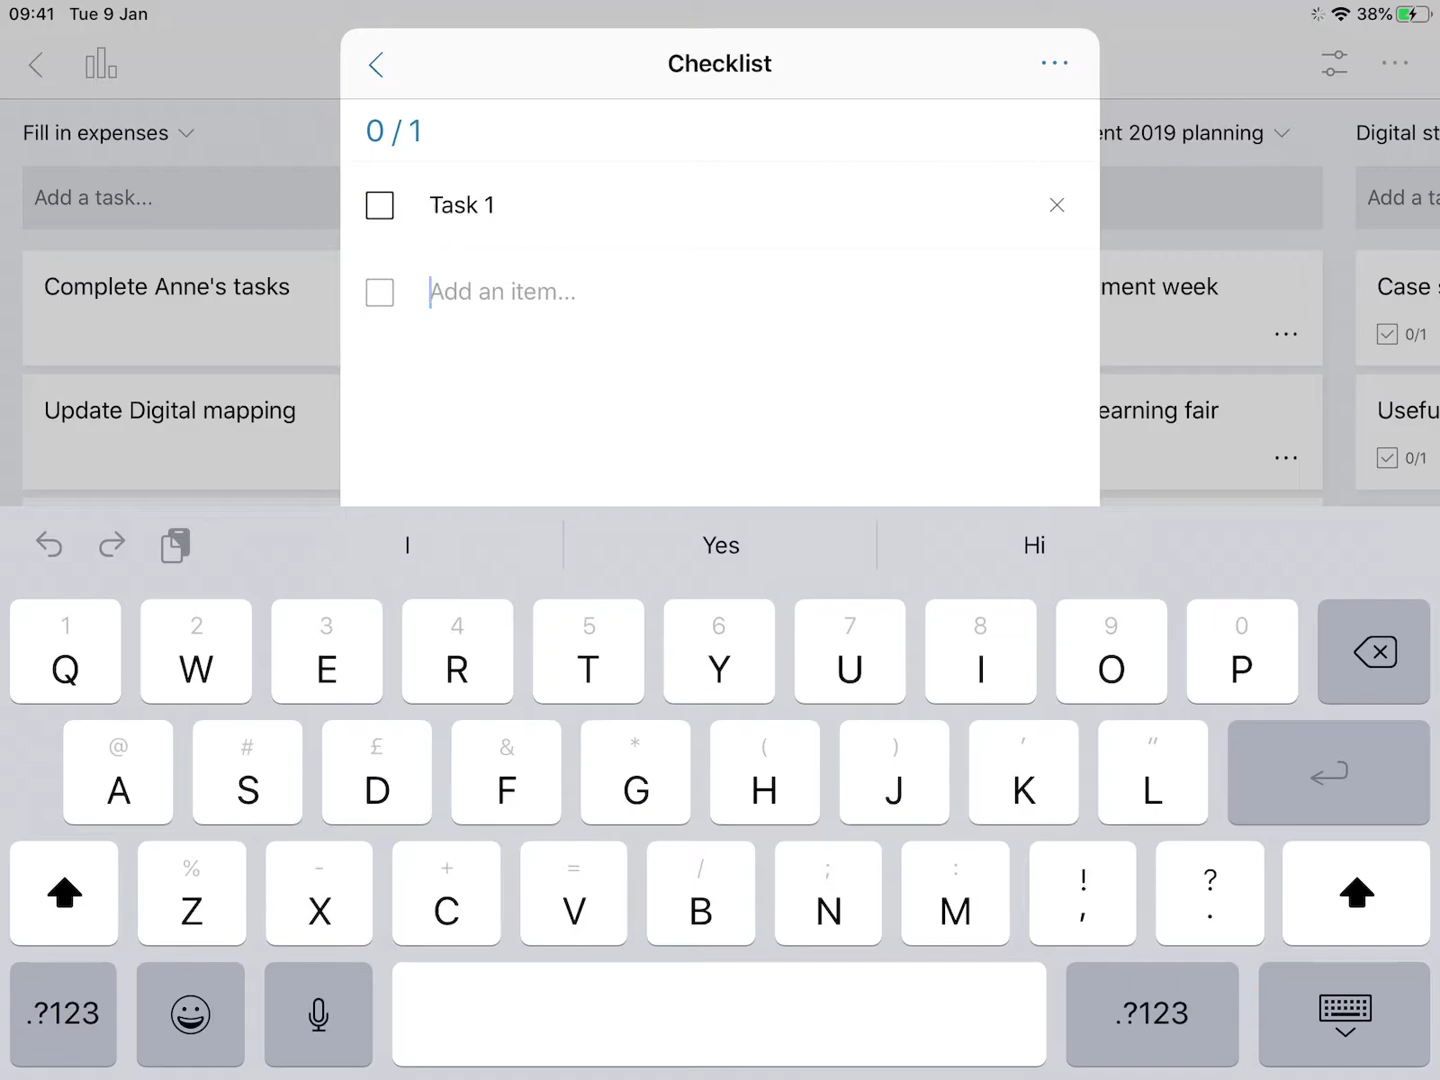 09:41 Tue 9 Jan
38%
Checklist
0 / 1
Fill in expenses
ent 2019 planning
Digital st
Add a task...
Task 1
Add a ta
Complete Anne's tasks
Add an item...
ment week
Case s
0/1
Update Digital mapping
earning fair
Usefu
0/1
I Yes Hi
1 2 3 4 5 6 7 8 9 0
Q W E R T Y U I O P
@ # £ & * ( ) ' "
A S D F G H J K L
% - + = / ; : ! ?
Z X C V B N M , .
.?123 .?123